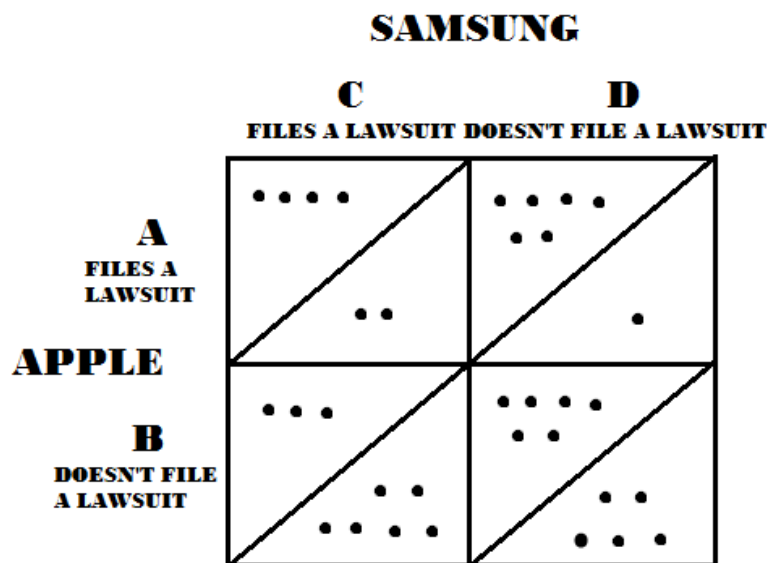 SAMSUNG
C D
FILES A LAWSUIT DOESN'T FILE A LAWSUIT
A
FILES A
LAWSUIT
APPLE
B
DOESN'T FILE
A LAWSUIT